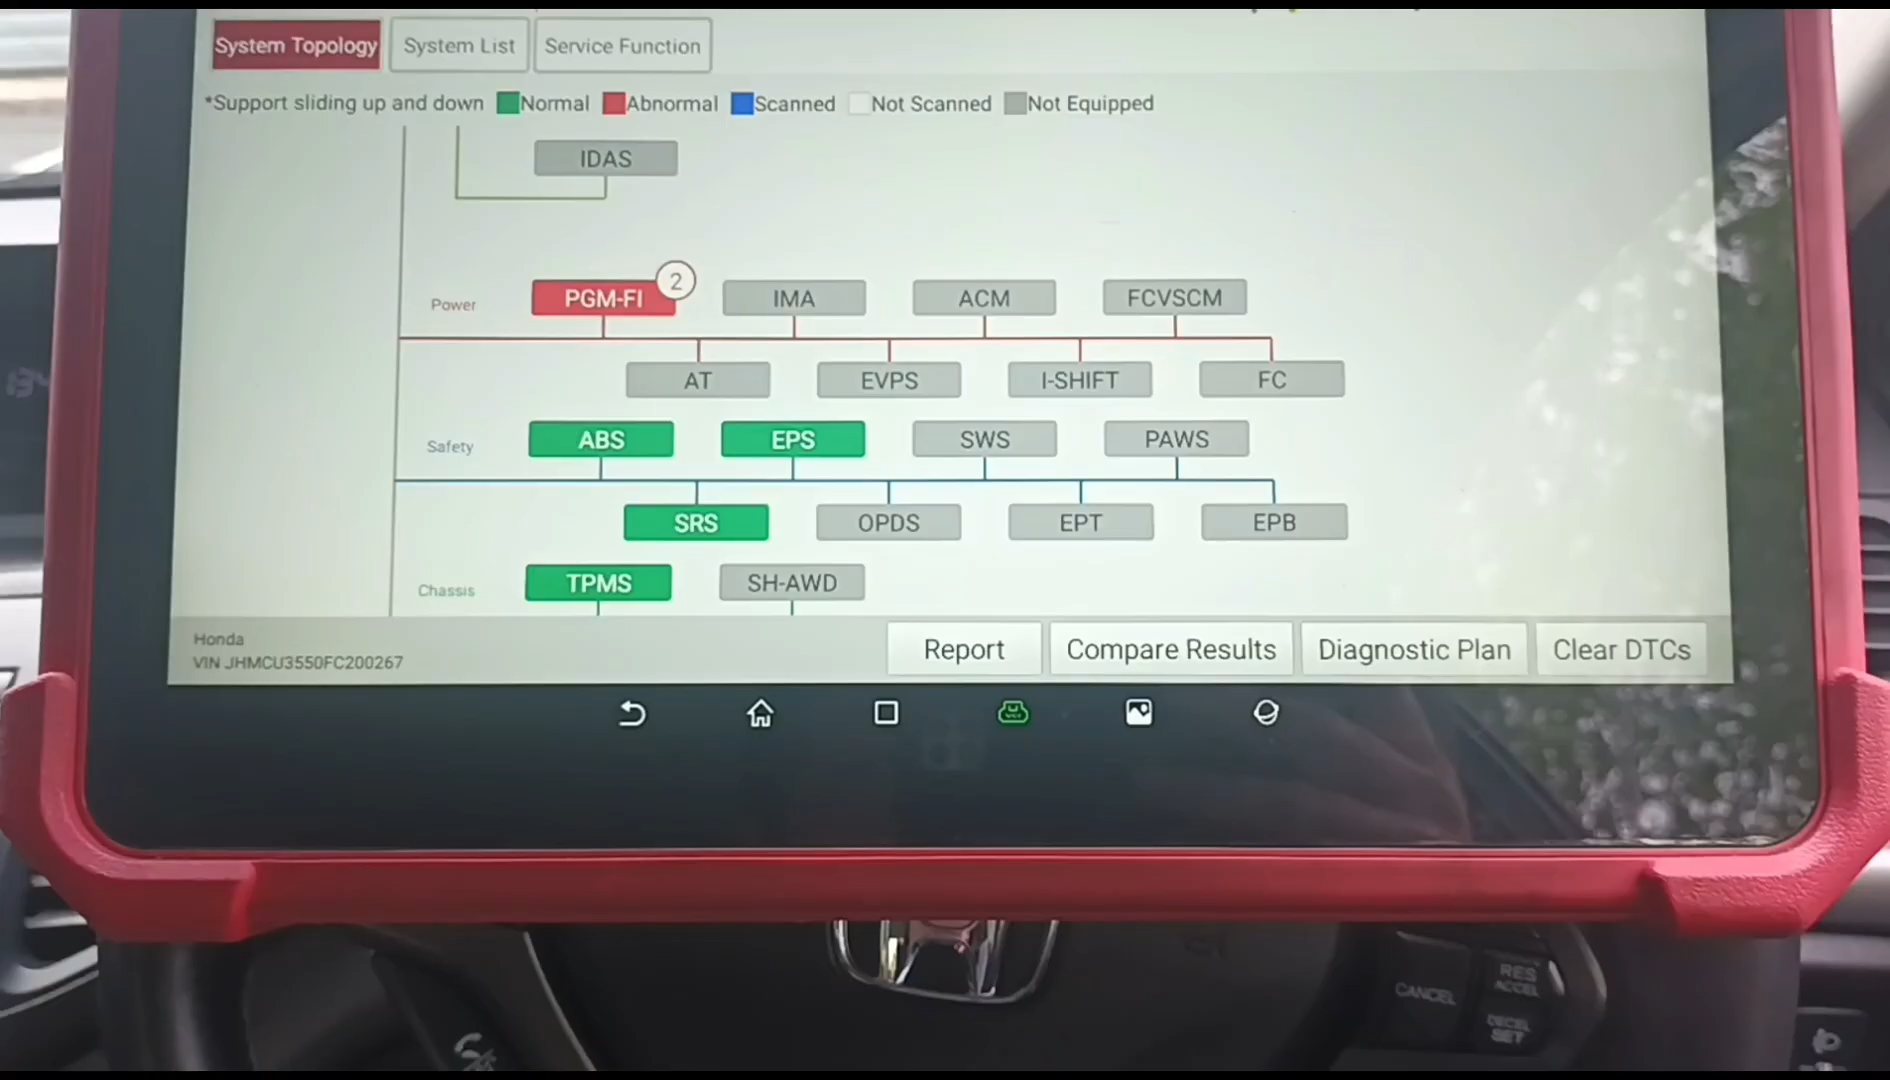 System Topology System List Service Function
*Support sliding up and down Normal Abnormal Scanned Not Scanned Not Equipped
IDAS
Power PGM-FI 2 IMA ACM FCVSCM
AT EVPS I-SHIFT FC
Safety ABS EPS SWS PAWS
SRS OPDS EPT EPB
Chassis TPMS SH-AWD
Honda
VIN JHMCU3550FC200267
Report Compare Results Diagnostic Plan Clear DTCs
CANCEL
RES
ACCEL
DECEL
SET